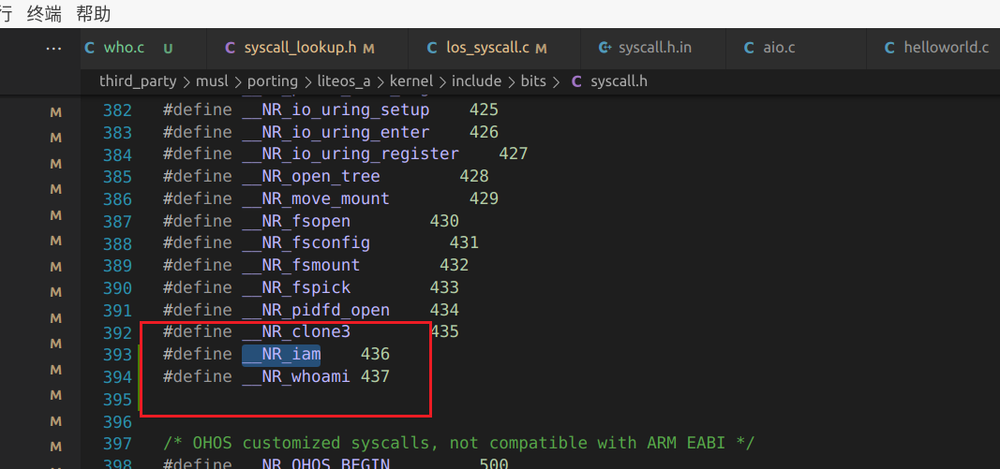 行 终端 帮助
··· C who.c U C syscall_lookup.h M C los_syscall.c M C+ syscall.h.in C aio.c C helloworld.c
third_party > musl > porting > liteos_a > kernel > include > bits > C syscall.h
M 382 #define __NR_io_uring_setup 425
M 383 #define __NR_io_uring_enter 426
M 384 #define __NR_io_uring_register 427
M 385 #define __NR_open_tree 428
M 386 #define __NR_move_mount 429
M 387 #define __NR_fsopen 430
M 388 #define __NR_fsconfig 431
M 389 #define __NR_fsmount 432
M 390 #define __NR_fspick 433
M 391 #define __NR_pidfd_open 434
M 392 #define __NR_clone3 435
M 393 #define __NR_iam 436
M 394 #define __NR_whoami 437
M 395
M 396
M 397 /* OHOS customized syscalls, not compatible with ARM EABI */
398 #define __NR_OHOS_BEGIN 500